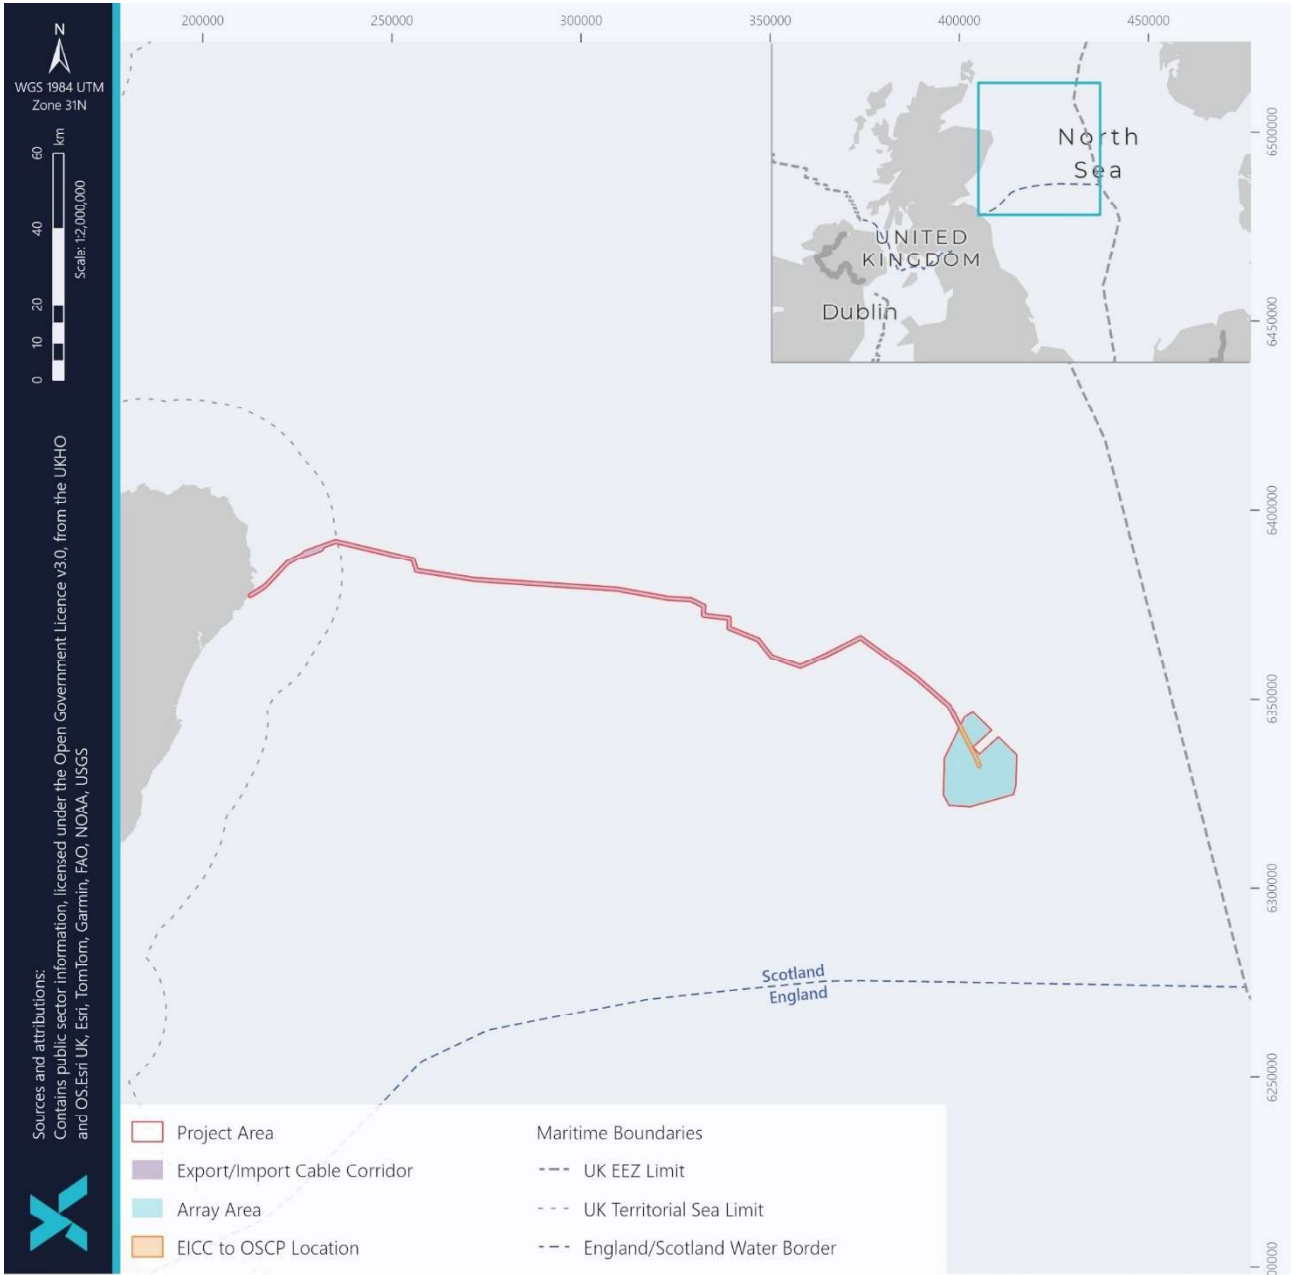 200000
250000
300000
350000
400000
450000
N
WGS 1984 UTM
Zone 31N
60
40
20
10
0
km
Scale: 1:2,000,000
Sources and attributions:
Contains public sector information, licensed under the Open Government Licence v3.0, from the UKHO
and OS.Esri UK, Esri, TomTom, Garmin, FAO, NOAA, USGS
North
Sea
UNITED
KINGDOM
Dublin
6500000
6450000
6400000
6350000
6300000
6250000
Scotland
England
Project Area
Export/Import Cable Corridor
Array Area
EICC to OSCP Location
Maritime Boundaries
UK EEZ Limit
UK Territorial Sea Limit
England/Scotland Water Border